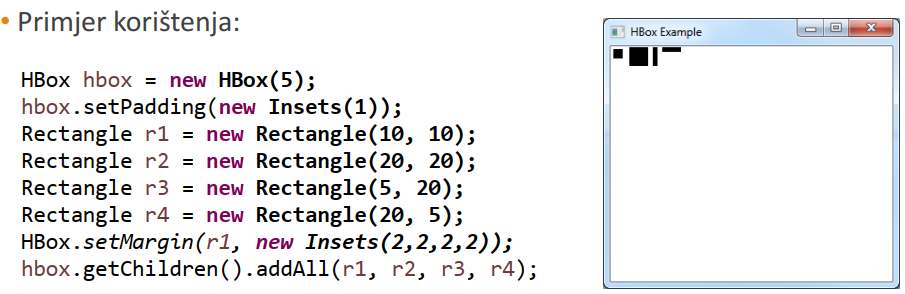 • Primjer korištenja:
HBox hbox = new HBox(5);
hbox.setPadding(new Insets(1));
Rectangle r1 = new Rectangle(10, 10);
Rectangle r2 = new Rectangle(20, 20);
Rectangle r3 = new Rectangle(5, 20);
Rectangle r4 = new Rectangle(20, 5);
HBox.setMargin(r1, new Insets(2,2,2,2));
hbox.getChildren().addAll(r1, r2, r3, r4);
HBox Example